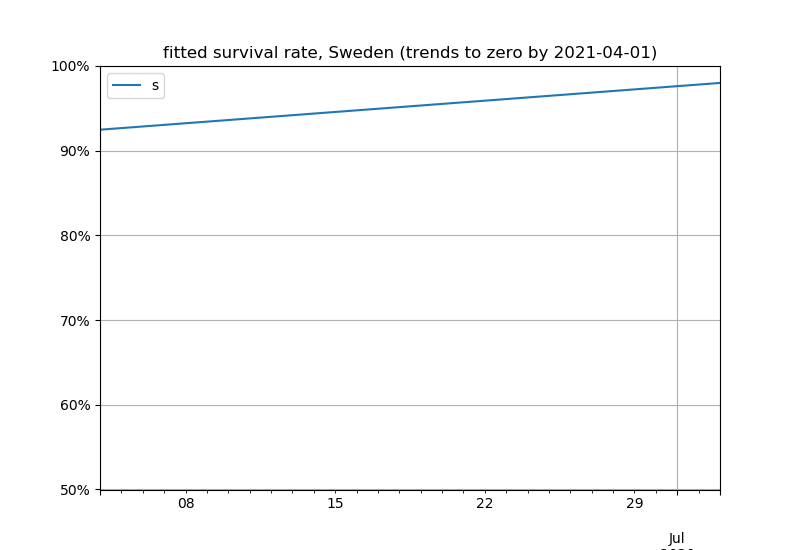 fitted survival rate, Sweden (trends to zero by 2021-04-01)
100%
s
90%
80%
70%
60%
50%
08 15 22 29
Jul